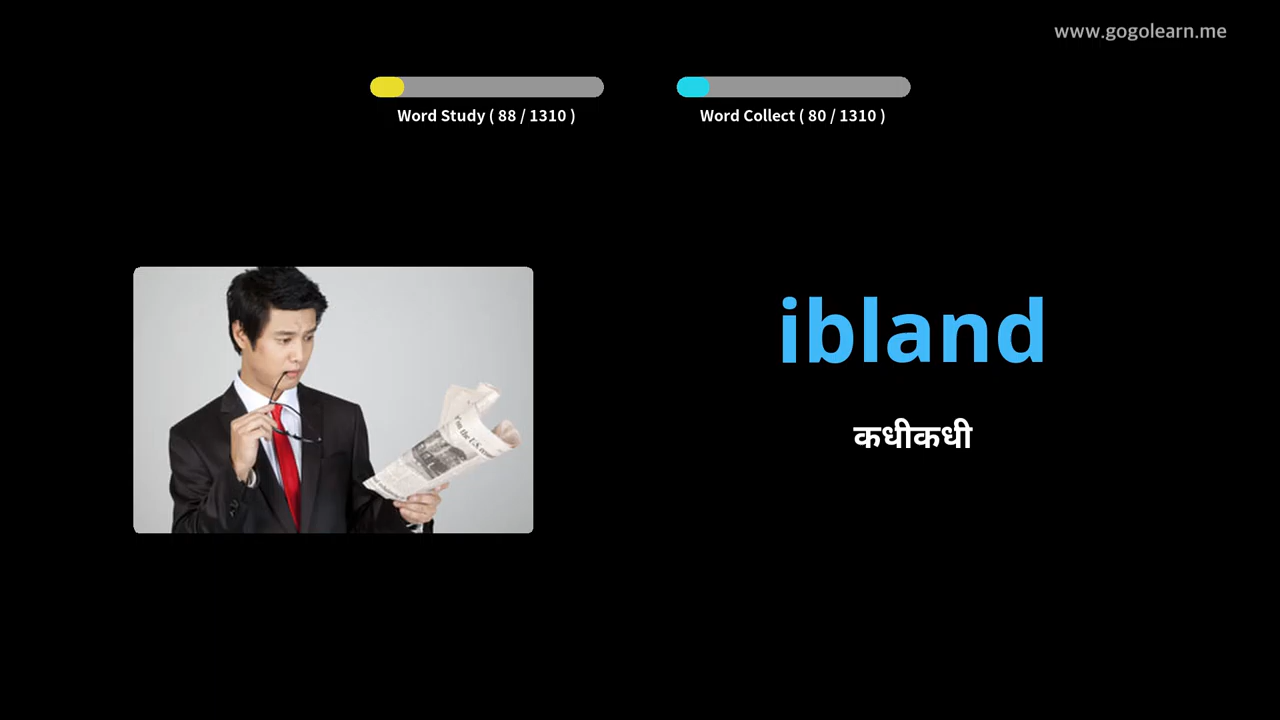 www.gogolearn.me
Word Study ( 88 / 1310 )
Word Collect ( 80 / 1310 )
ibland
कधीकधी